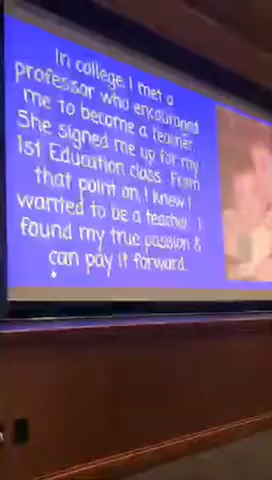 In college, I met a
professor who encouraged
me to become a teacher.
She signed me up for my
1st Education class. From
that point on, I knew I
wanted to be a teacher. I
found my true passion &
can pay it forward.